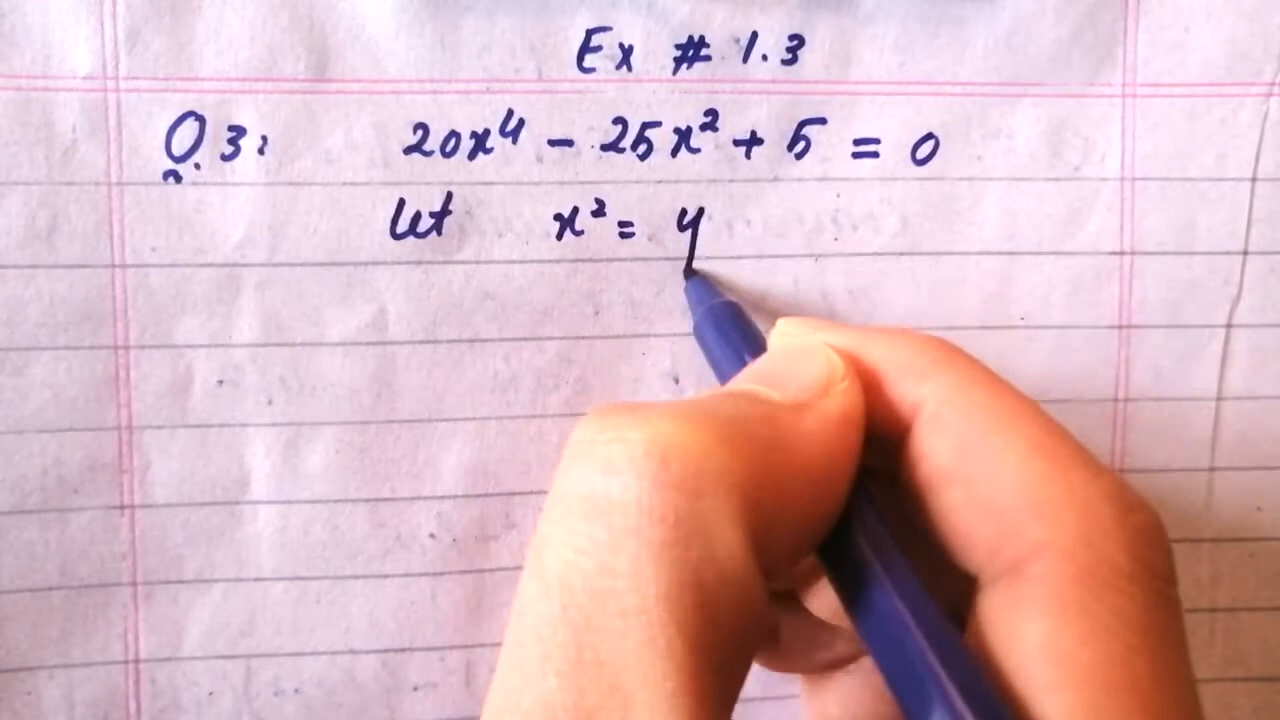 Ex # 1.3
Q.3: 20x⁴ - 25x² + 5 = 0
let x² = y